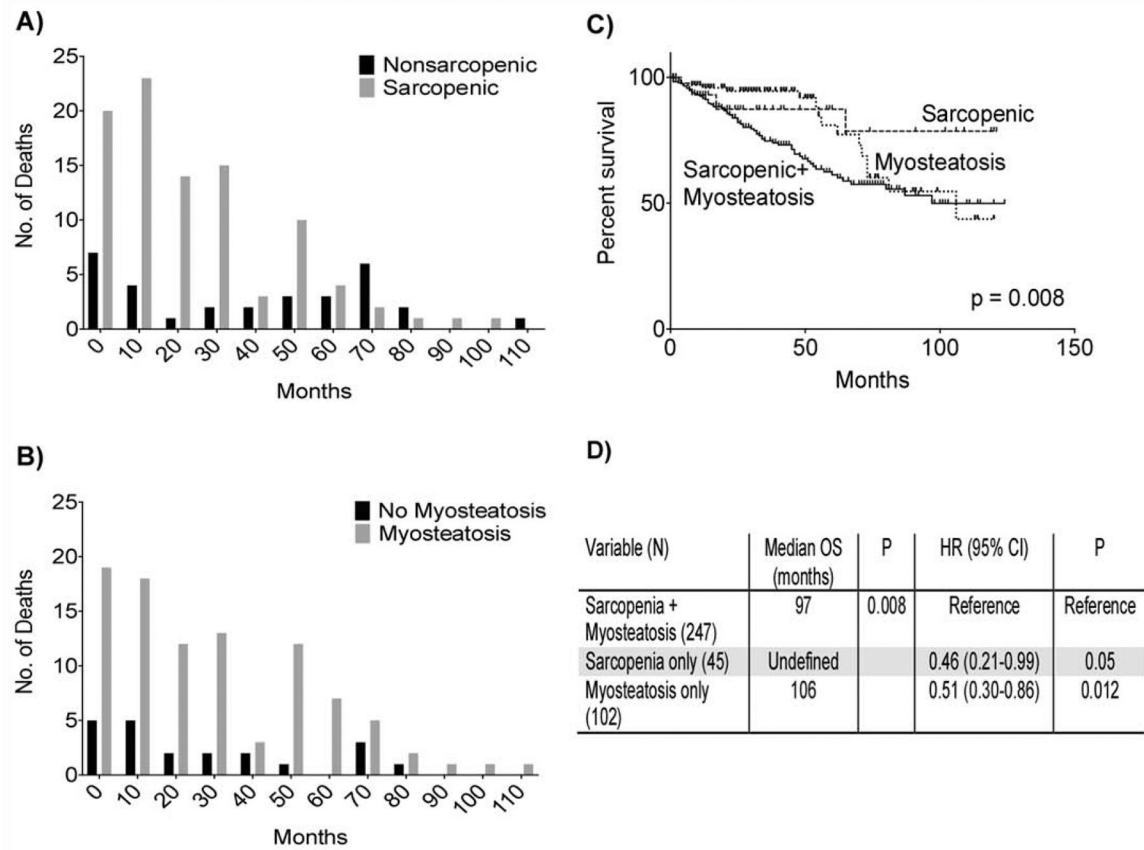 A)
25
20
15
10
5
0
No. of Deaths
Nonsarcopenic
Sarcopenic
0 10 20 30 40 50 60 70 80 90 100 110
Months
B)
25
20
15
10
5
0
No. of Deaths
No Myosteatosis
Myosteatosis
0 10 20 30 40 50 60 70 80 90 100 110
Months
C)
100
50
0
Percent survival
Sarcopenic
Myosteatosis
Sarcopenic+
Myosteatosis
p = 0.008
0 50 100 150
Months
D)
Variable (N) Median OS P HR (95% CI) P
(months)
Sarcopenia + 97 0.008 Reference Reference
Myosteatosis (247)
Sarcopenia only (45) Undefined 0.46 (0.21-0.99) 0.05
Myosteatosis only 106 0.51 (0.30-0.86) 0.012
(102)